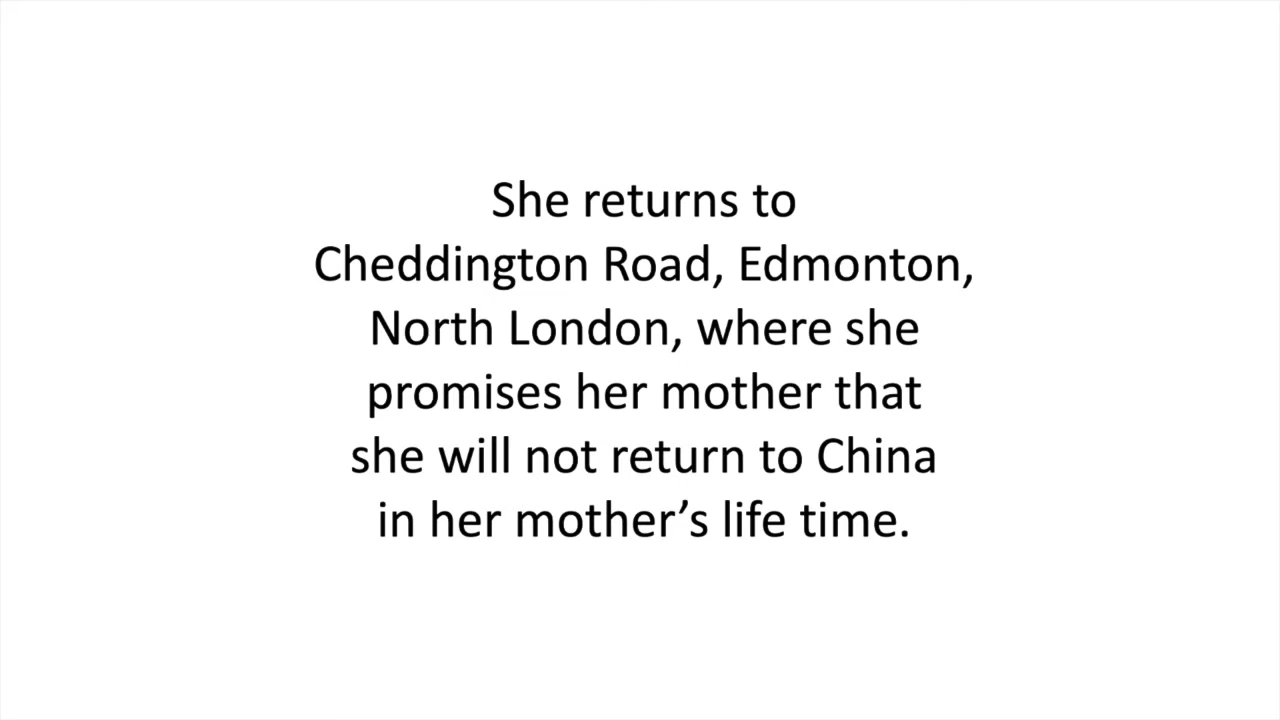 She returns to
Cheddington Road, Edmonton,
North London, where she
promises her mother that
she will not return to China
in her mother’s life time.